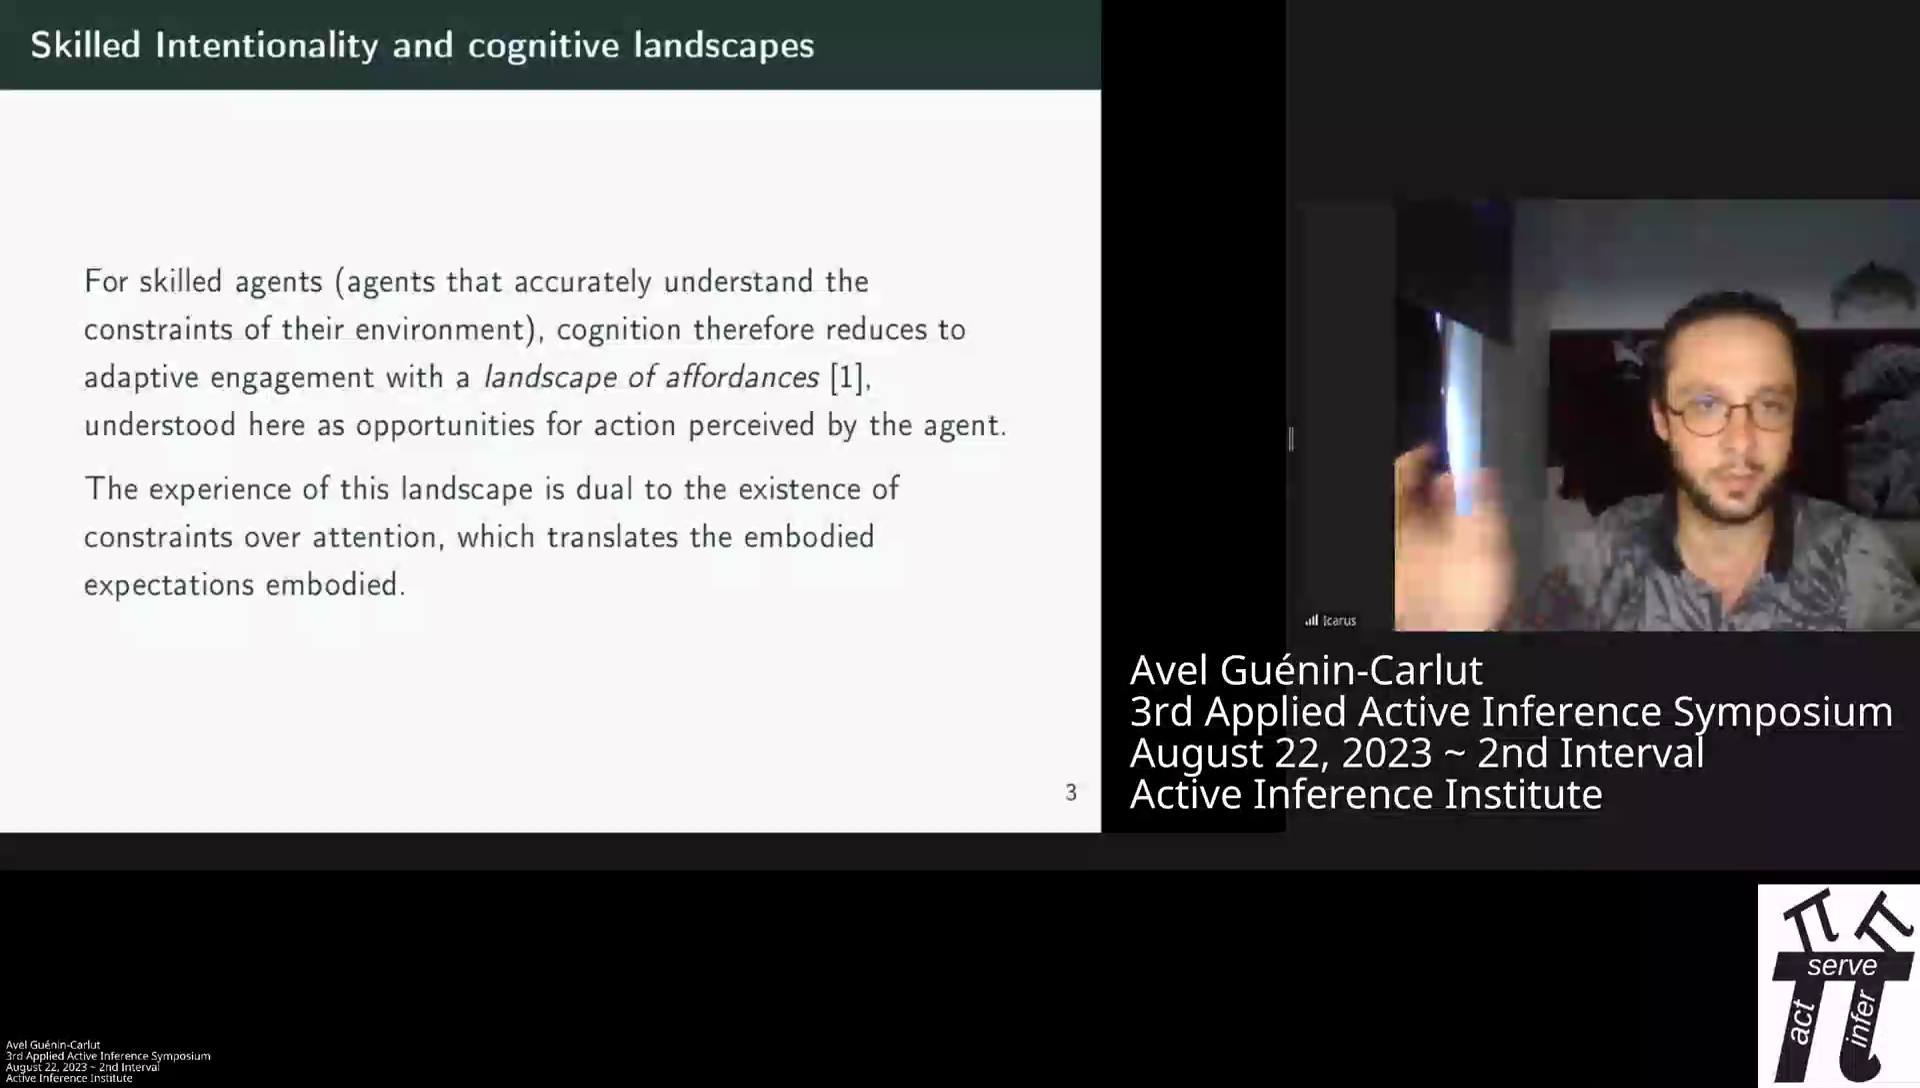 Skilled Intentionality and cognitive landscapes
For skilled agents (agents that accurately understand the
constraints of their environment), cognition therefore reduces to
adaptive engagement with a landscape of affordances [1],
understood here as opportunities for action perceived by the agent.
The experience of this landscape is dual to the existence of
constraints over attention, which translates the embodied
expectations embodied.
3
Icarus
Avel Guénin-Carlut
3rd Applied Active Inference Symposium
August 22, 2023 ~ 2nd Interval
Active Inference Institute
serve
act
infer
Avel Guénin-Carlut
3rd Applied Active Inference Symposium
August 22, 2023 ~ 2nd Interval
Active Inference Institute